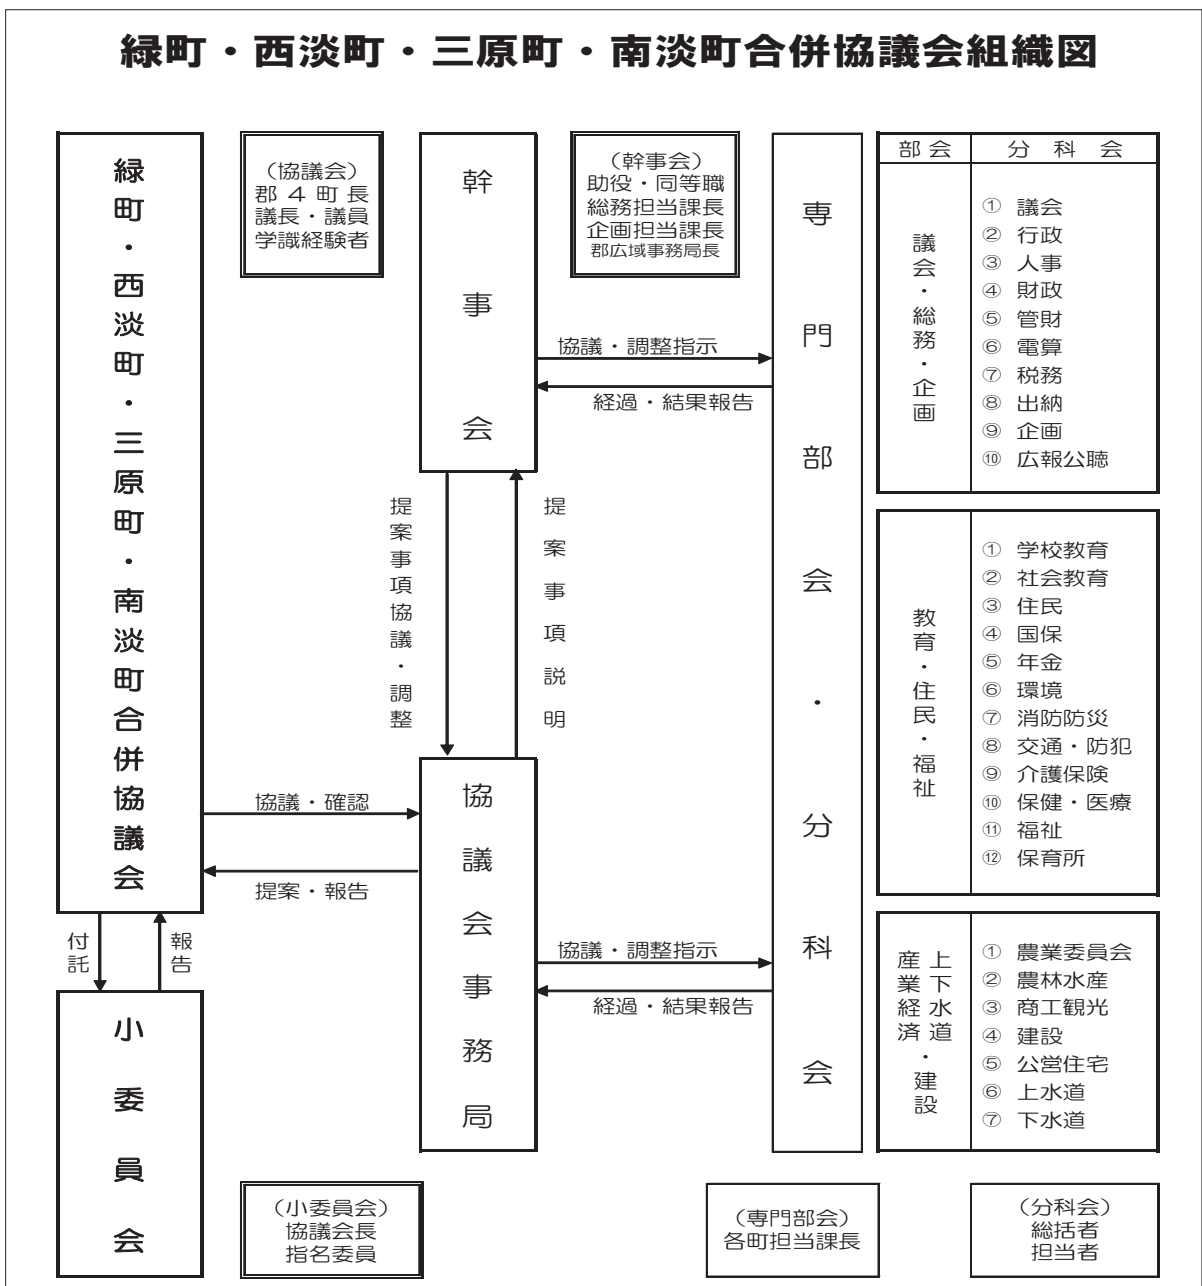 緑町・西淡町・三原町・南淡町合併協議会組織図
緑町・西淡町・三原町・南淡町合併協議会
(協議会)
郡4町長
議長・議員
学識経験者
幹事会
(幹事会)
助役・同等職
総務担当課長
企画担当課長
郡広域事務局長
専門部会・分科会
協議・調整指示
経過・結果報告
提案事項協議・調整
提案事項説明
協議・確認
提案・報告
協議会事務局
協議・調整指示
経過・結果報告
付託
報告
小委員会
(小委員会)
協議会長
指名委員
(専門部会)
各町担当課長
(分科会)
総括者
担当者
部会 分科会
議会・総務・企画
① 議会
② 行政
③ 人事
④ 財政
⑤ 管財
⑥ 電算
⑦ 税務
⑧ 出納
⑨ 企画
⑩ 広報公聴
教育・住民・福祉
① 学校教育
② 社会教育
③ 住民
④ 国保
⑤ 年金
⑥ 環境
⑦ 消防防災
⑧ 交通・防犯
⑨ 介護保険
⑩ 保健・医療
⑪ 福祉
⑫ 保育所
上下水道・建設
産業経済
① 農業委員会
② 農林水産
③ 商工観光
④ 建設
⑤ 公営住宅
⑥ 上水道
⑦ 下水道